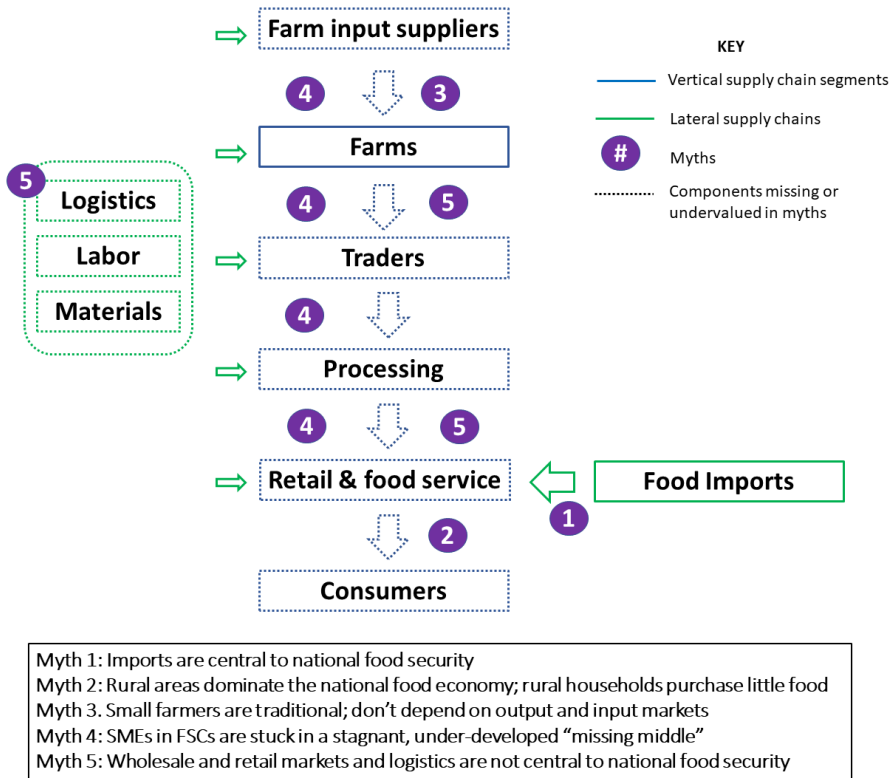 Farm input suppliers
KEY
Vertical supply chain segments
4 3
Lateral supply chains
Farms
# Myths
5
Components missing or
undervalued in myths
Logistics
4 5
Labor
Traders
Materials
4
Processing
4 5
Retail & food service
Food Imports
1
2
Consumers
Myth 1: Imports are central to national food security
Myth 2: Rural areas dominate the national food economy; rural households purchase little food
Myth 3. Small farmers are traditional; don’t depend on output and input markets
Myth 4: SMEs in FSCs are stuck in a stagnant, under-developed “missing middle”
Myth 5: Wholesale and retail markets and logistics are not central to national food security